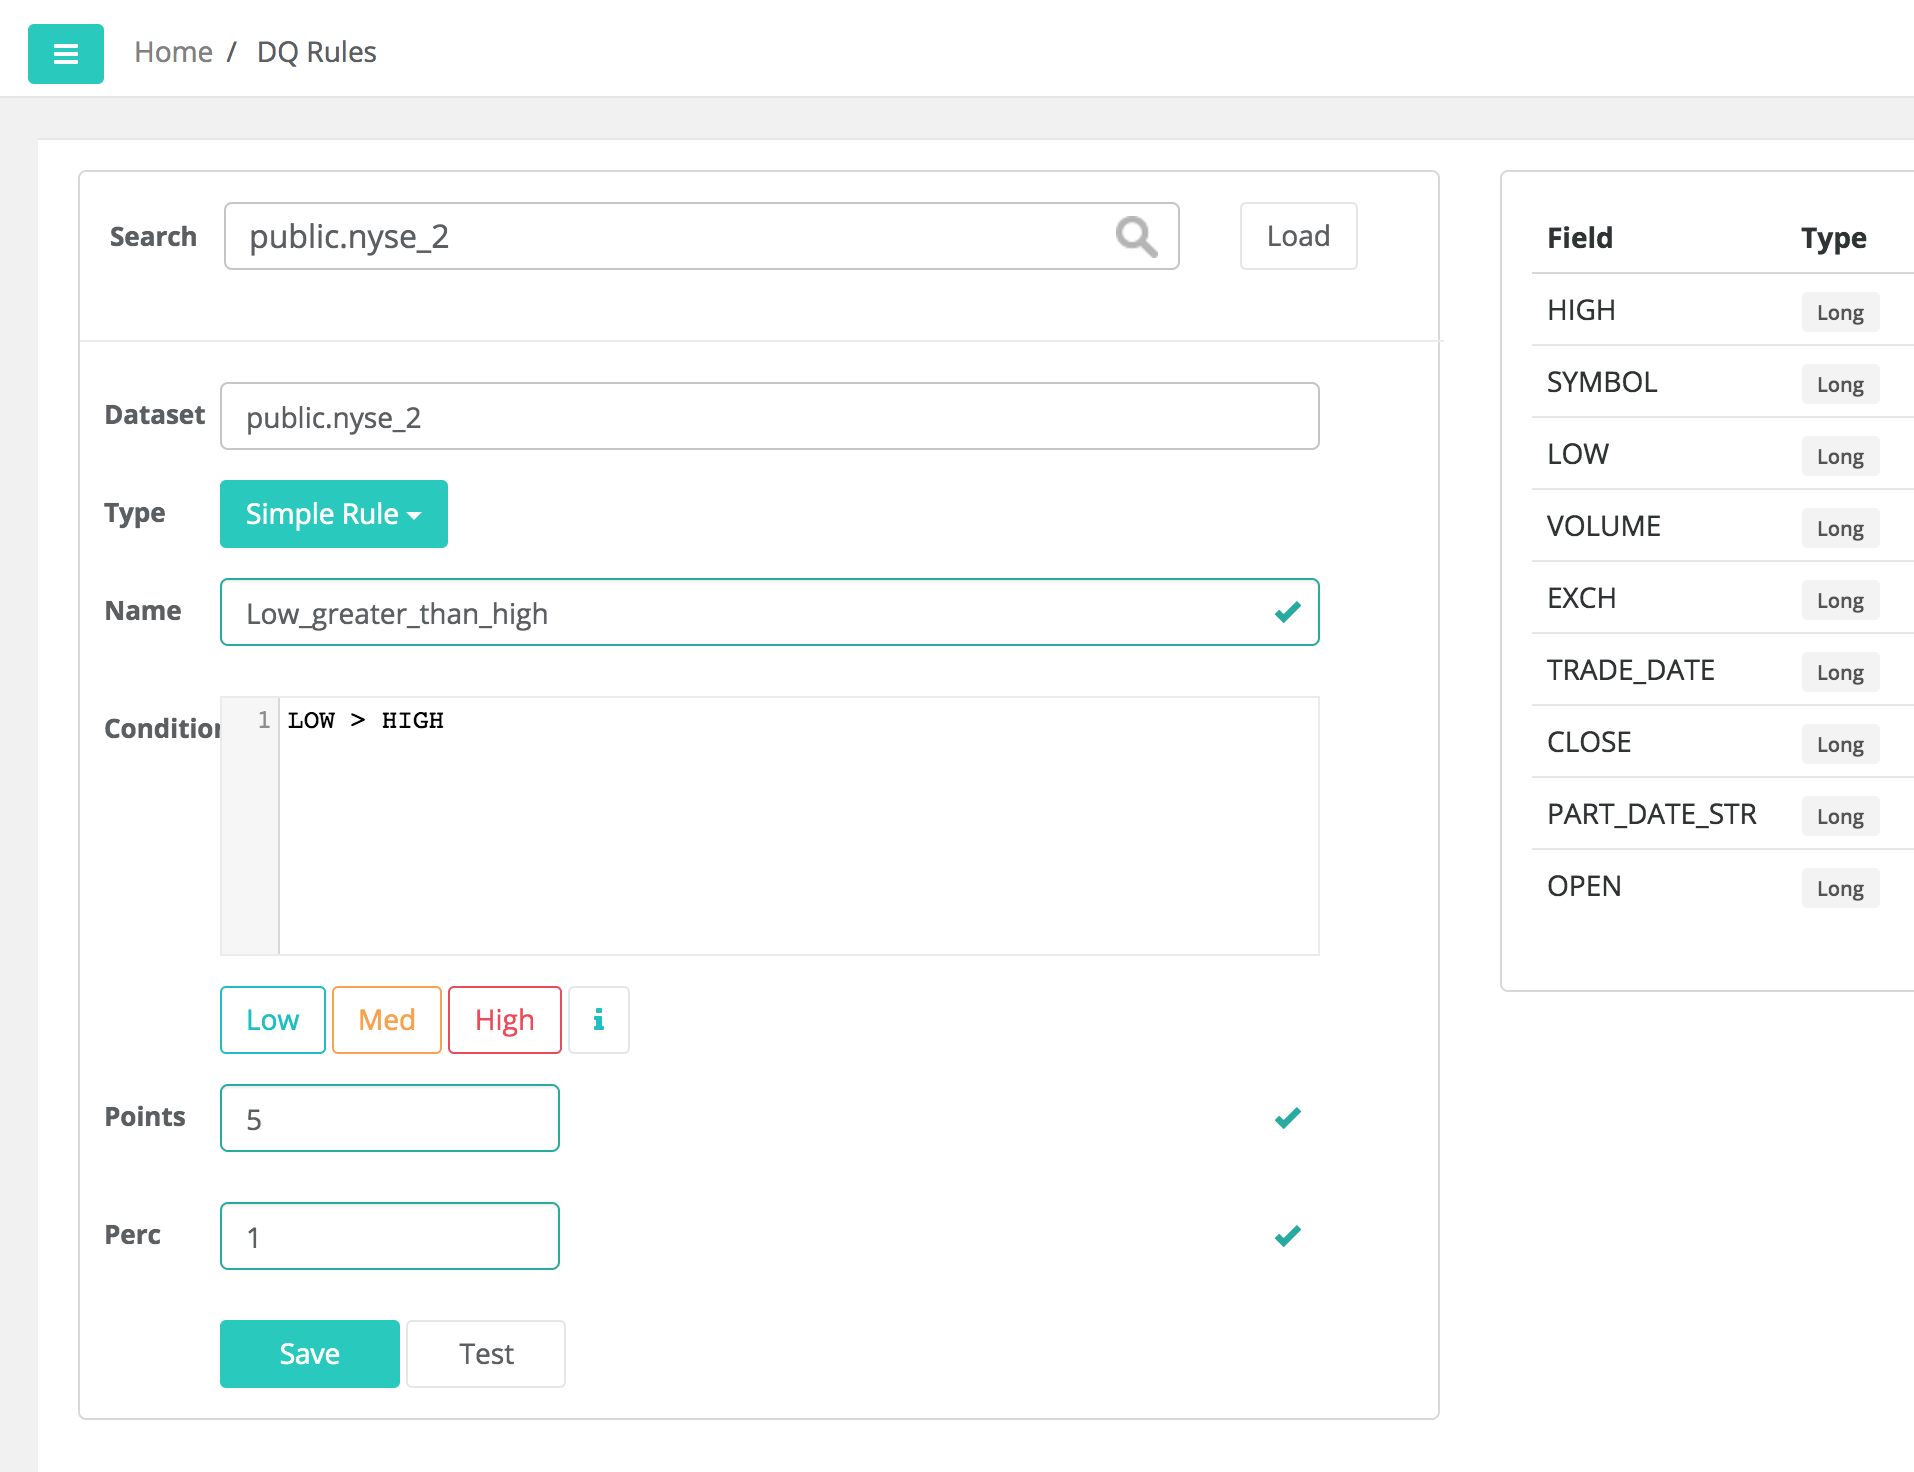 Home / DQ Rules
Search public.nyse_2 Load
Dataset public.nyse_2
Type Simple Rule
Name Low_greater_than_high
Condition 1 LOW > HIGH
Low Med High i
Points 5
Perc 1
Save Test
Field Type
HIGH Long
SYMBOL Long
LOW Long
VOLUME Long
EXCH Long
TRADE_DATE Long
CLOSE Long
PART_DATE_STR Long
OPEN Long